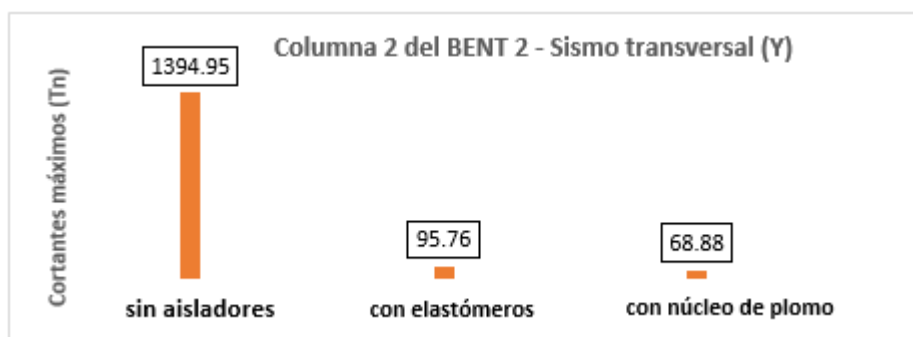 Columna 2 del BENT 2 - Sismo transversal (Y)
Cortantes máximos (Tn)
1394.95
95.76
68.88
sin aisladores
con elastómeros
con núcleo de plomo